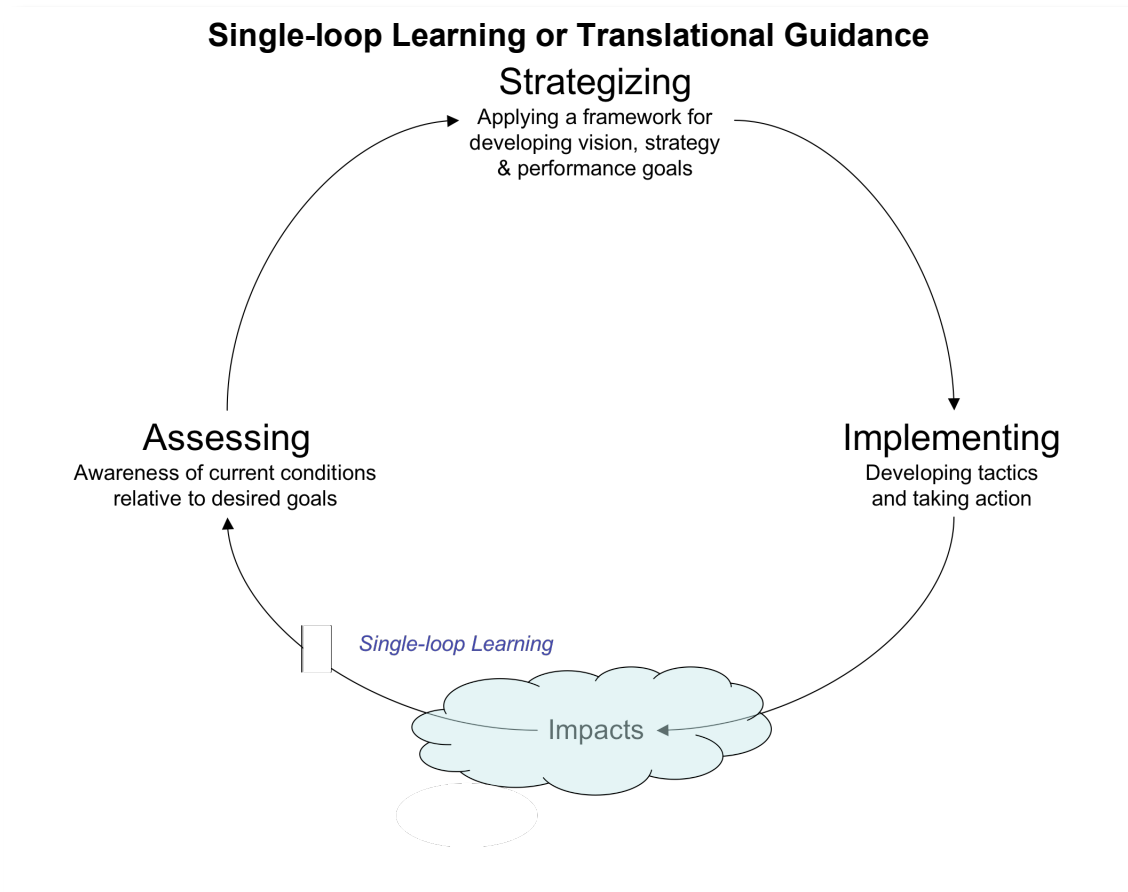 Single-loop Learning or Translational Guidance
Strategizing
Applying a framework for
developing vision, strategy
& performance goals
Assessing
Awareness of current conditions
relative to desired goals
Implementing
Developing tactics
and taking action
Single-loop Learning
Impacts